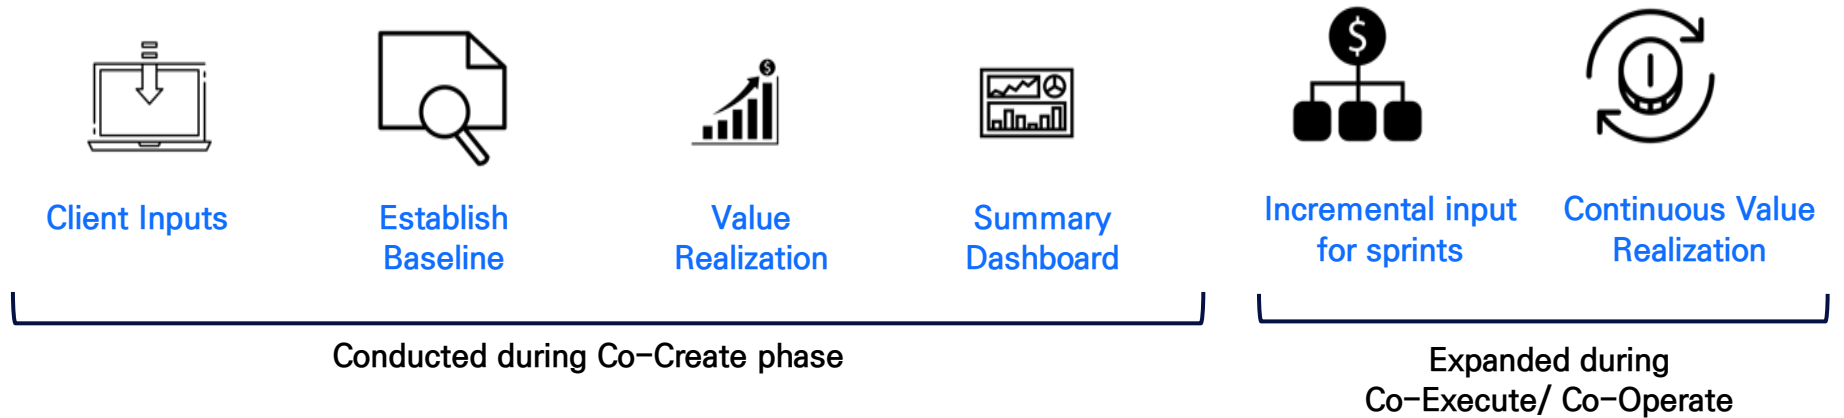 Client Inputs
Establish
Baseline
Value
Realization
Summary
Dashboard
Incremental input
for sprints
Continuous Value
Realization
Conducted during Co-Create phase
Expanded during
Co-Execute/ Co-Operate